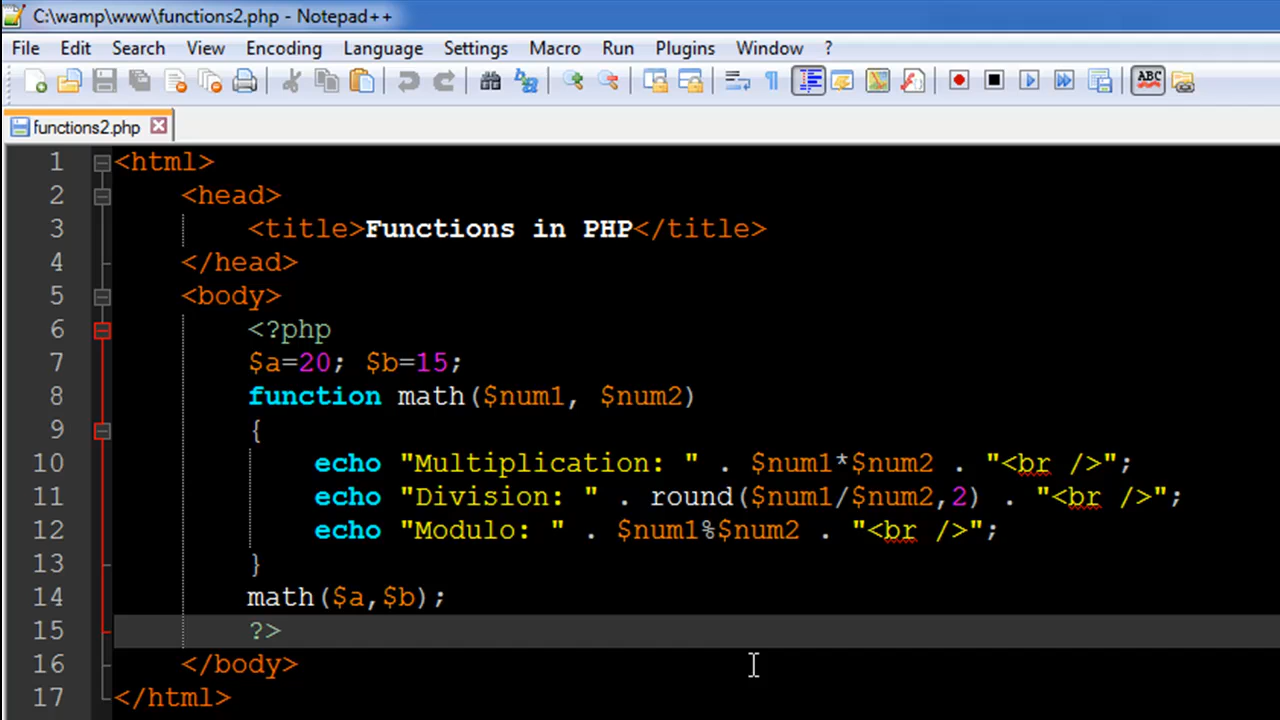 C:\wamp\www\functions2.php - Notepad++
File Edit Search View Encoding Language Settings Macro Run Plugins Window ?
ABC
functions2.php
1 <html>
2 <head>
3 <title>Functions in PHP</title>
4 </head>
5 <body>
6 <?php
7 $a=20; $b=15;
8 function math($num1, $num2)
9 {
10 echo "Multiplication: " . $num1*$num2 . "<br />";
11 echo "Division: " . round($num1/$num2,2) . "<br />";
12 echo "Modulo: " . $num1%$num2 . "<br />";
13 }
14 math($a,$b);
15 ?>
16 </body>
17 </html>